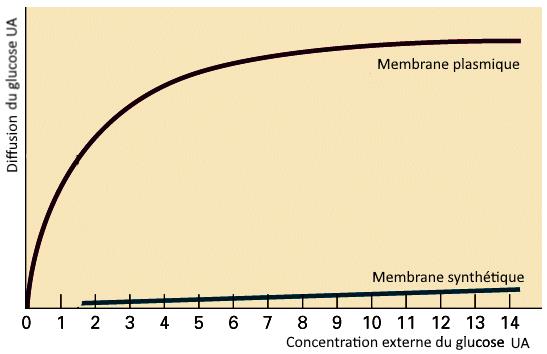 Diffusion du glucose UA
Membrane plasmique
Membrane synthétique
0 1 2 3 4 5 6 7 8 9 10 11 12 13 14
Concentration externe du glucose UA